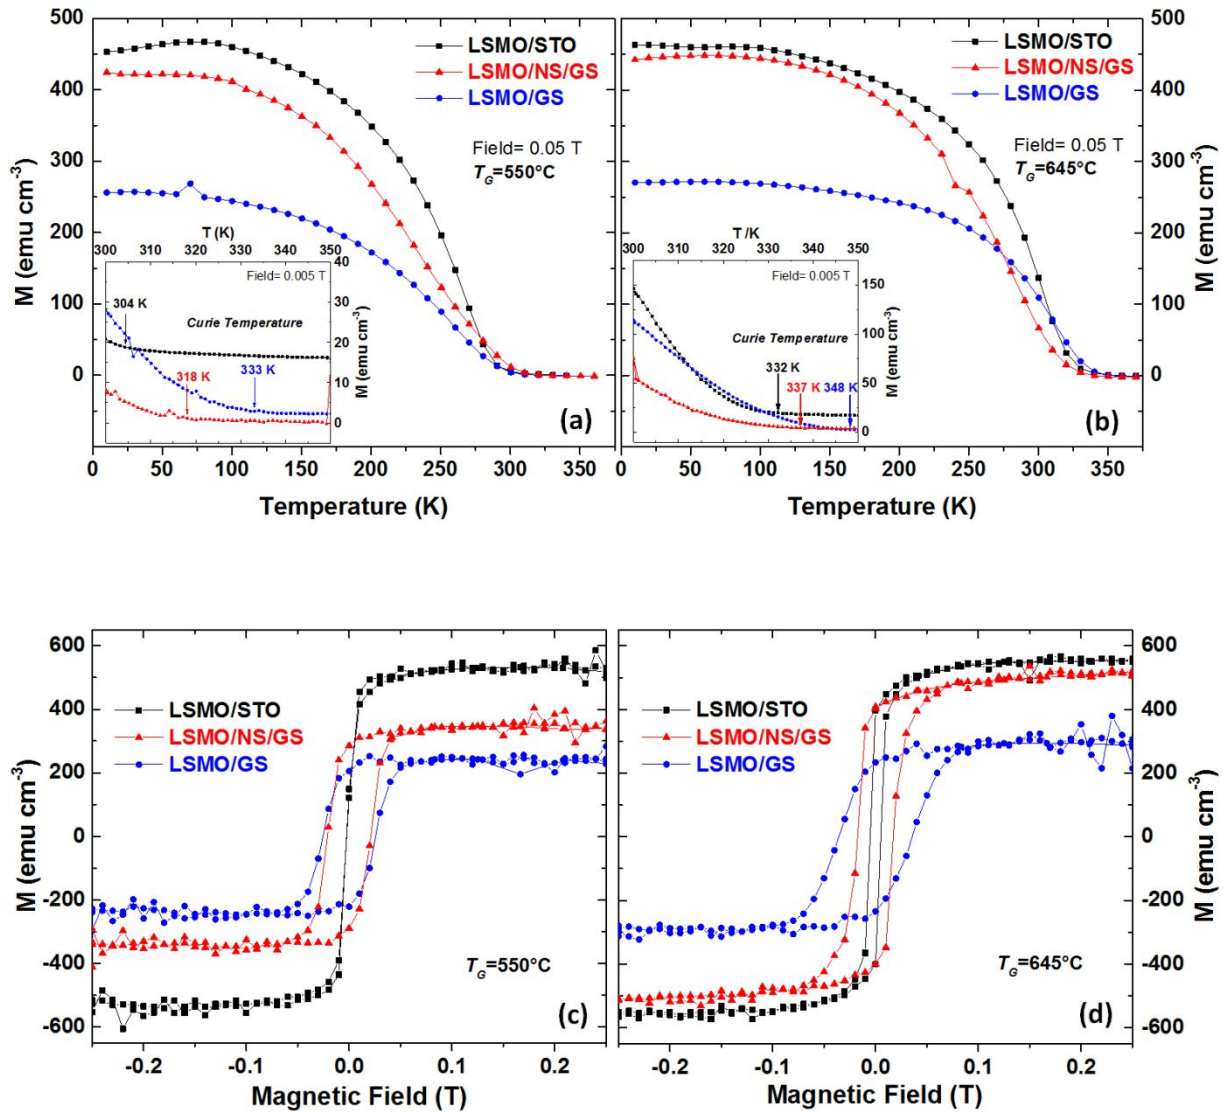 500
400
300
200
100
0
M (emu cm⁻³)
LSMO/STO
LSMO/NS/GS
LSMO/GS
Field= 0.05 T
T_G=550°C
T (K)
300 310 320 330 340 350
40
30
20
10
0
M (emu cm⁻³)
Field= 0.005 T
304 K
Curie Temperature
318 K
333 K
(a)
0 50 100 150 200 250 300 350
Temperature (K)
LSMO/STO
LSMO/NS/GS
LSMO/GS
Field= 0.05 T
T_G=645°C
T /K
300 310 320 330 340 350
150
100
50
0
M (emu cm⁻³)
Field= 0.005 T
Curie Temperature
332 K
337 K
348 K
(b)
500
400
300
200
100
0
M (emu cm⁻³)
0 50 100 150 200 250 300 350
Temperature (K)
600
400
200
0
-200
-400
-600
M (emu cm⁻³)
LSMO/STO
LSMO/NS/GS
LSMO/GS
T_G=550°C
(c)
-0.2 -0.1 0.0 0.1 0.2
Magnetic Field (T)
LSMO/STO
LSMO/NS/GS
LSMO/GS
T_G=645°C
(d)
600
400
200
0
-200
-400
-600
M (emu cm⁻³)
-0.2 -0.1 0.0 0.1 0.2
Magnetic Field (T)